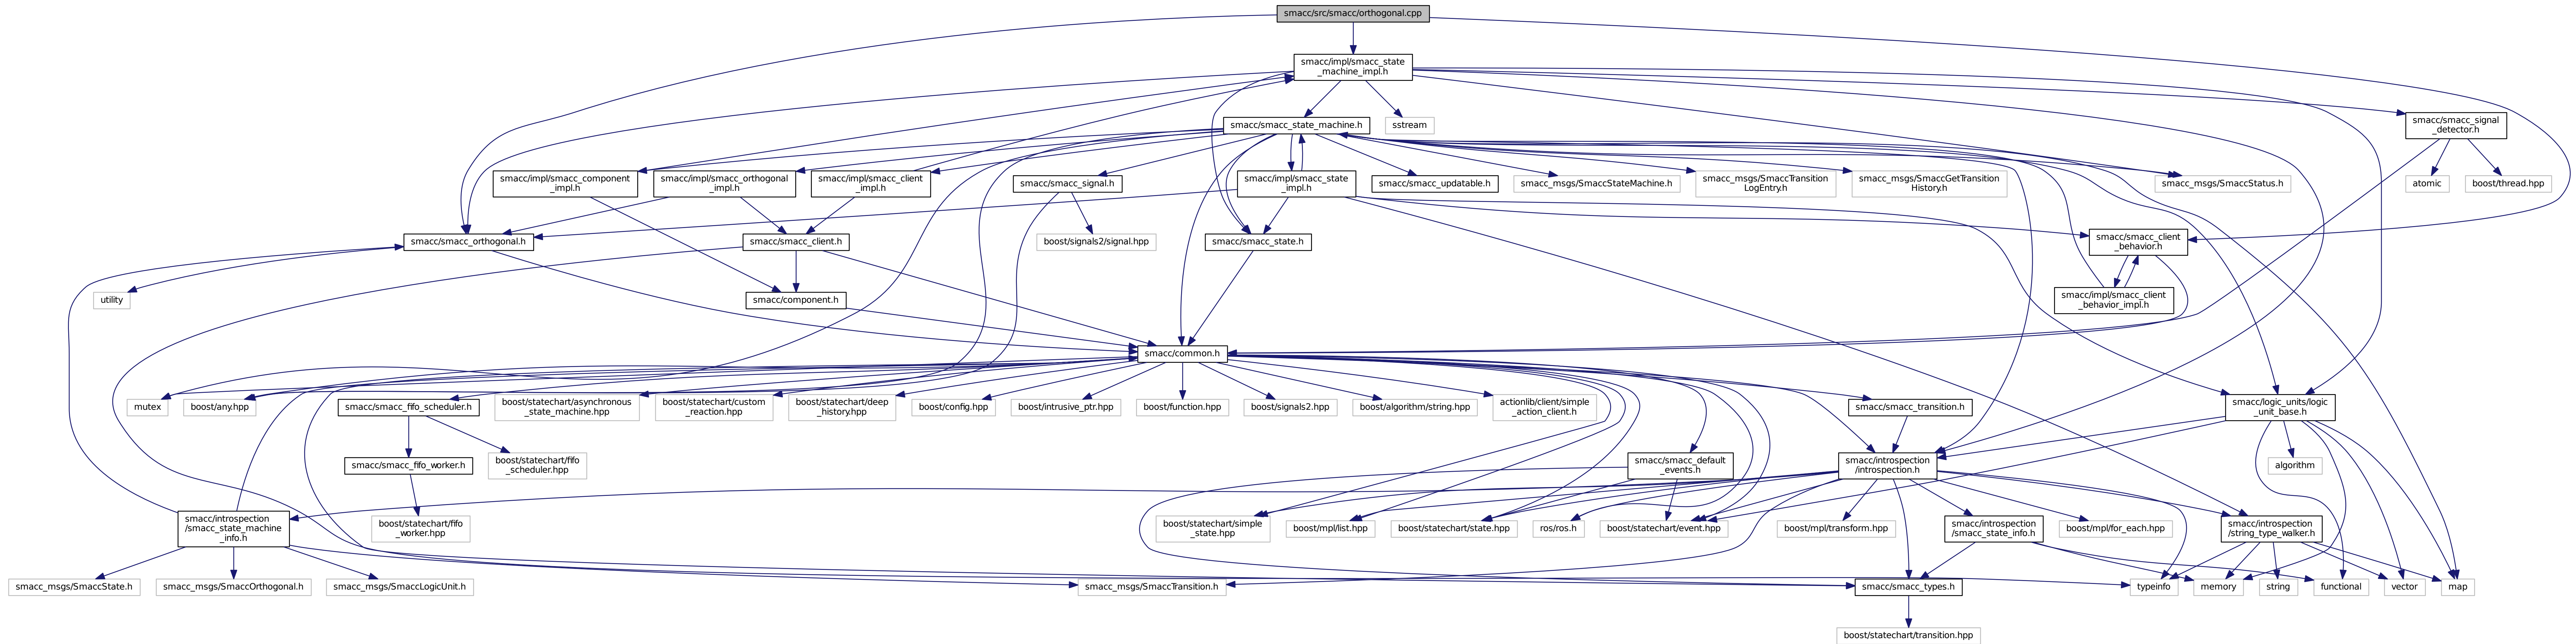 smacc/src/smacc/orthogonal.cpp
smacc/impl/smacc_state
_machine_impl.h
smacc/smacc_state_machine.h
sstream
smacc/smacc_signal
_detector.h
smacc/impl/smacc_component
_impl.h
smacc/impl/smacc_orthogonal
_impl.h
smacc/impl/smacc_client
_impl.h
smacc/smacc_signal.h
smacc/impl/smacc_state
_impl.h
smacc/smacc_updatable.h
smacc_msgs/SmaccStateMachine.h
smacc_msgs/SmaccTransition
LogEntry.h
smacc_msgs/SmaccGetTransition
History.h
smacc_msgs/SmaccStatus.h
atomic
boost/thread.hpp
smacc/smacc_orthogonal.h
smacc/smacc_client.h
boost/signals2/signal.hpp
smacc/smacc_state.h
smacc/smacc_client
_behavior.h
utility
smacc/component.h
smacc/impl/smacc_client
_behavior_impl.h
smacc/common.h
mutex
boost/any.hpp
smacc/smacc_fifo_scheduler.h
boost/statechart/asynchronous
_state_machine.hpp
boost/statechart/custom
_reaction.hpp
boost/statechart/deep
_history.hpp
boost/config.hpp
boost/intrusive_ptr.hpp
boost/function.hpp
boost/signals2.hpp
boost/algorithm/string.hpp
actionlib/client/simple
_action_client.h
smacc/smacc_transition.h
smacc/logic_units/logic
_unit_base.h
smacc/smacc_fifo_worker.h
boost/statechart/fifo
_scheduler.hpp
smacc/smacc_default
_events.h
smacc/introspection
/introspection.h
algorithm
smacc/introspection
/smacc_state_machine
_info.h
boost/statechart/fifo
_worker.hpp
boost/statechart/simple
_state.hpp
boost/mpl/list.hpp
boost/statechart/state.hpp
ros/ros.h
boost/statechart/event.hpp
boost/mpl/transform.hpp
smacc/introspection
/smacc_state_info.h
boost/mpl/for_each.hpp
smacc/introspection
/string_type_walker.h
smacc_msgs/SmaccState.h
smacc_msgs/SmaccOrthogonal.h
smacc_msgs/SmaccLogicUnit.h
smacc_msgs/SmaccTransition.h
smacc/smacc_types.h
typeinfo
memory
string
functional
vector
map
boost/statechart/transition.hpp